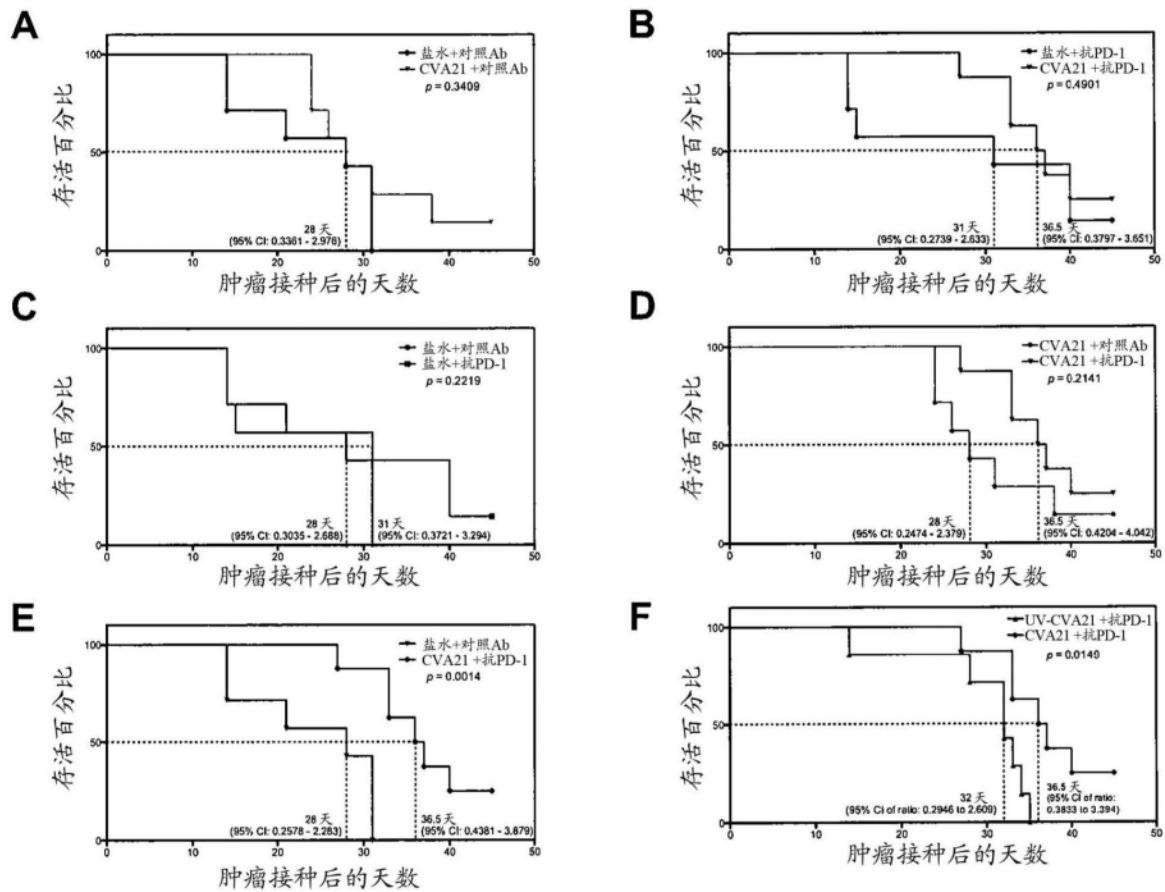 A
100
50
0
存活百分比
盐水+对照Ab
CVA21 +对照Ab
p = 0.3409
28 天
(95% CI: 0.3361 - 2.976)
0 10 20 30 40 50
肿瘤接种后的天数
B
100
50
0
存活百分比
盐水+抗PD-1
CVA21 +抗PD-1
p = 0.4901
31 天
(95% CI: 0.2739 - 2.633)
36.5 天
(95% CI: 0.3797 - 3.651)
0 10 20 30 40 50
肿瘤接种后的天数
C
100
50
0
存活百分比
盐水+对照Ab
盐水+抗PD-1
p = 0.2219
28 天
(95% CI: 0.3035 - 2.688)
31 天
(95% CI: 0.3721 - 3.294)
0 10 20 30 40 50
肿瘤接种后的天数
D
100
50
0
存活百分比
CVA21 +对照Ab
CVA21 +抗PD-1
p = 0.2141
28 天
(95% CI: 0.2474 - 2.379)
36.5 天
(95% CI: 0.4204 - 4.042)
0 10 20 30 40 50
肿瘤接种后的天数
E
100
50
0
存活百分比
盐水+对照Ab
CVA21 +抗PD-1
p = 0.0014
28 天
(95% CI: 0.2578 - 2.283)
36.5 天
(95% CI: 0.4381 - 3.879)
0 10 20 30 40 50
肿瘤接种后的天数
F
100
50
0
存活百分比
UV-CVA21 +抗PD-1
CVA21 +抗PD-1
p = 0.0149
32 天
(95% CI of ratio: 0.2946 to 2.609)
36.5 天
(95% CI of ratio:
0.3833 to 3.394)
0 10 20 30 40 50
肿瘤接种后的天数